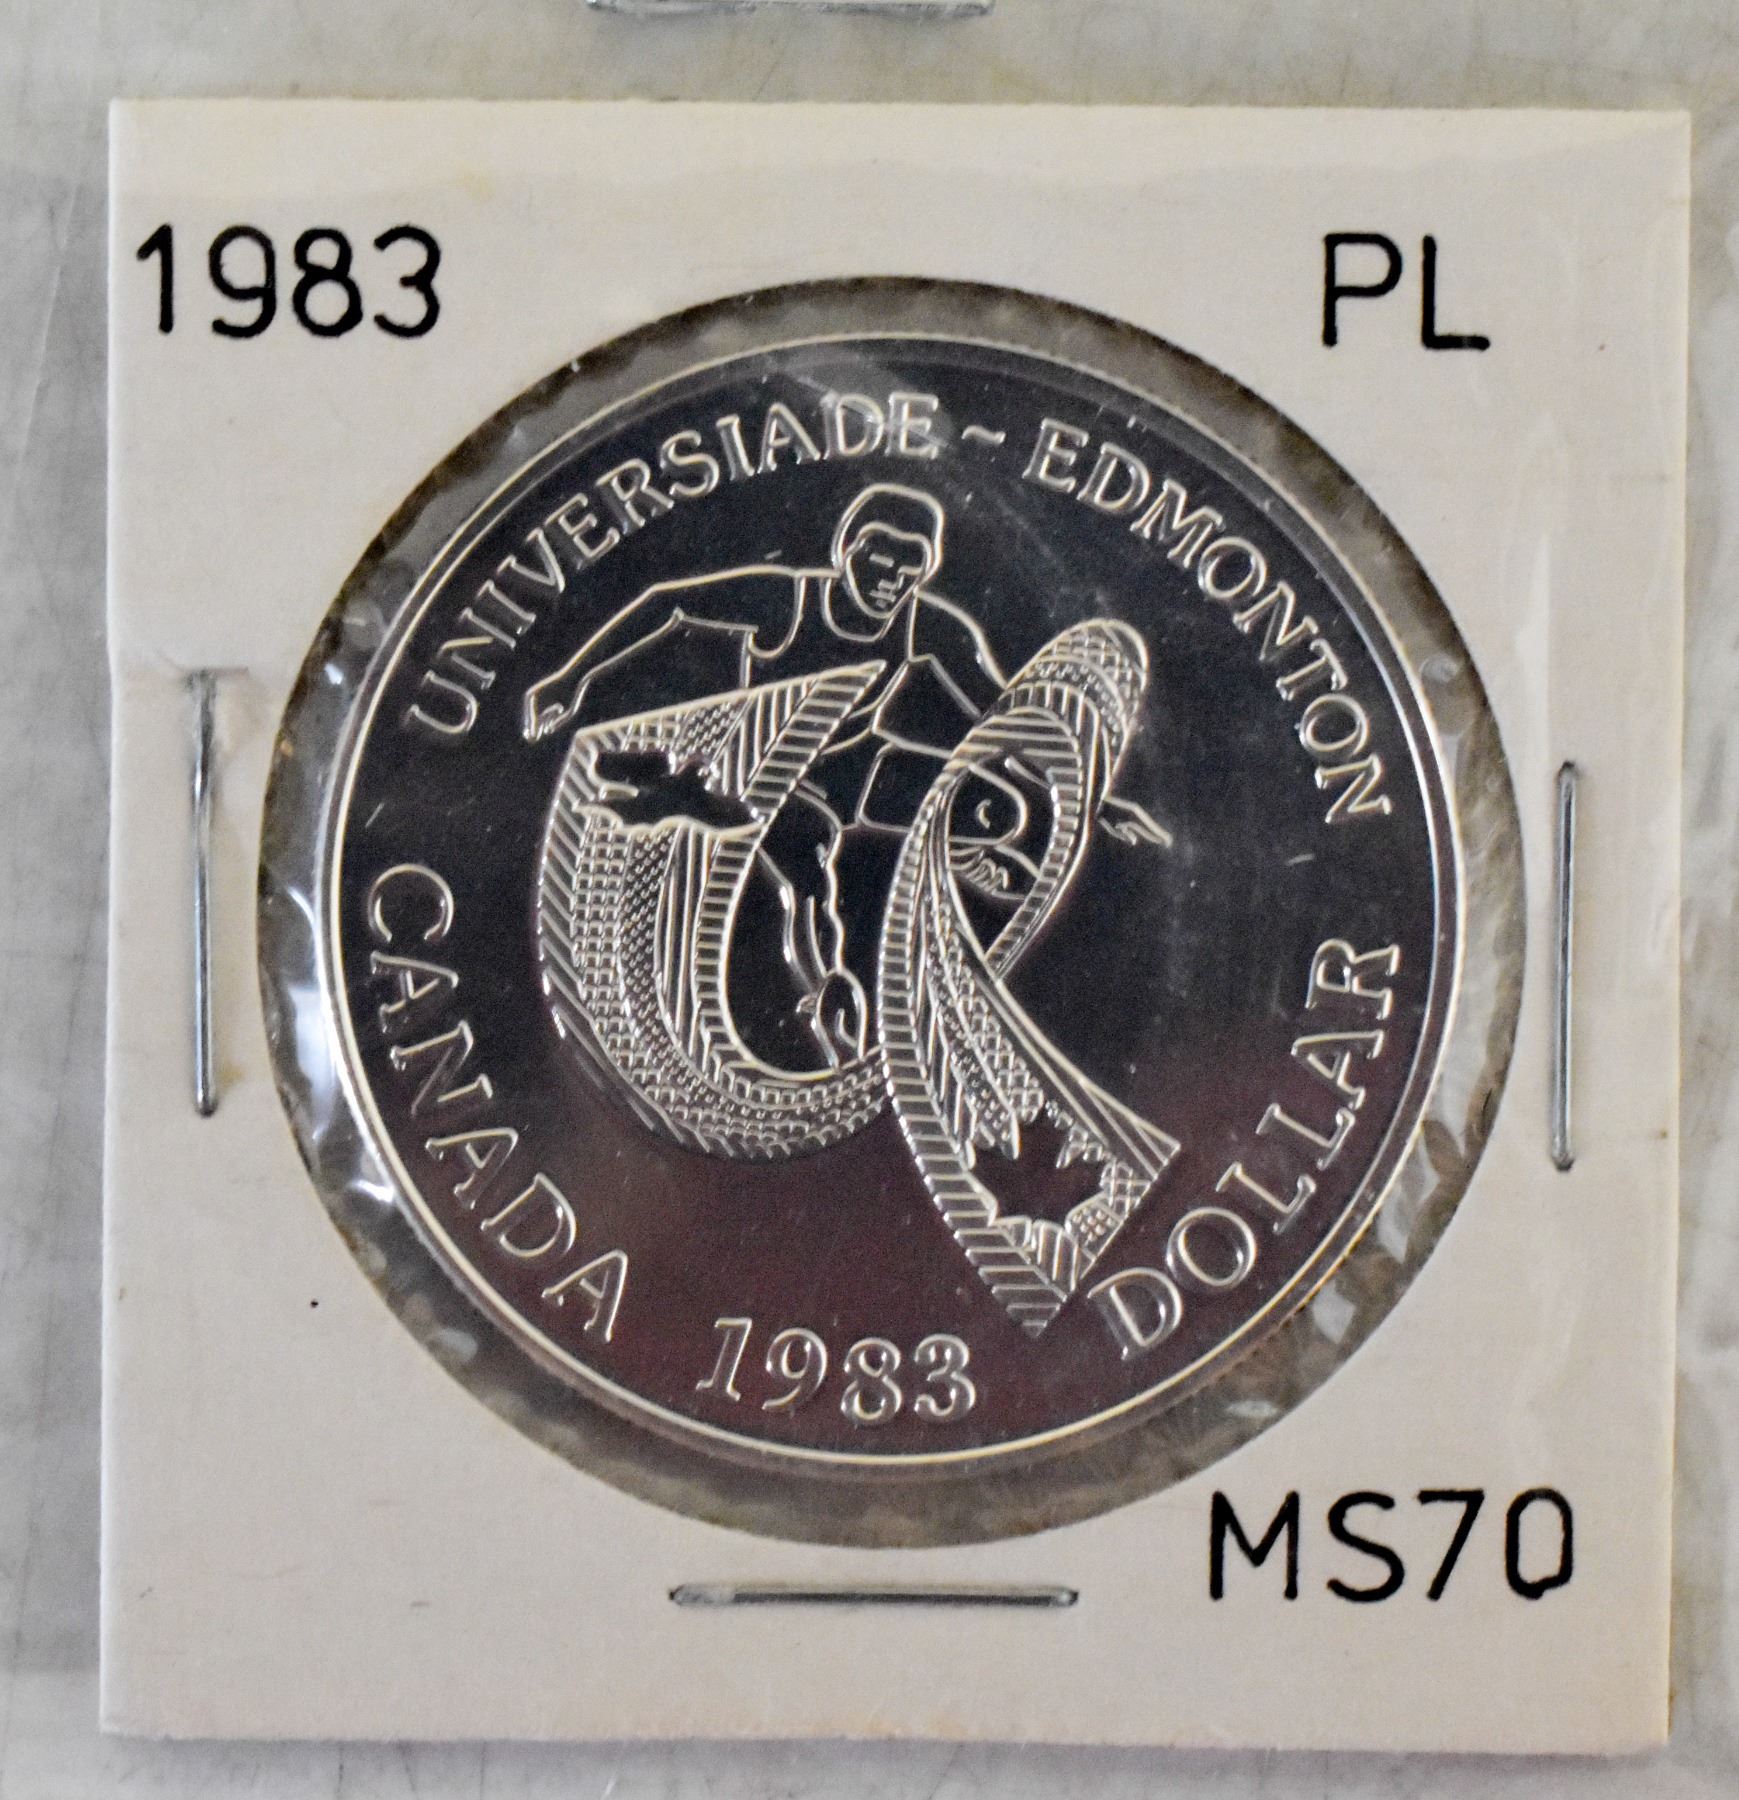 1983 PL
UNIVERSIADE ~ EDMONTON
CANADA 1983 DOLLAR
MS70